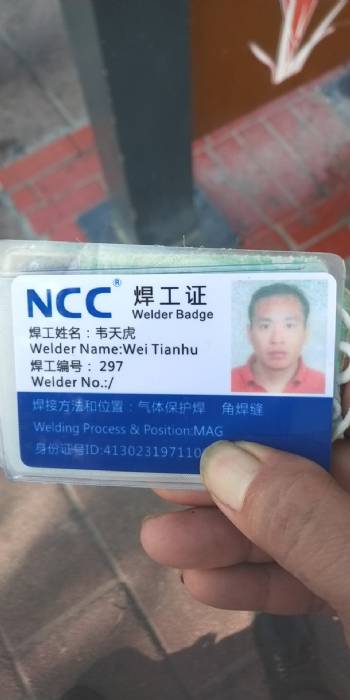 NCC® 焊工证
Welder Badge
焊工姓名：韦天虎
Welder Name:Wei Tianhu
焊工编号： 297
Welder No.:/
焊接方法和位置：气体保护焊 角焊缝
Welding Process & Position:MAG
身份证号ID:413023197110